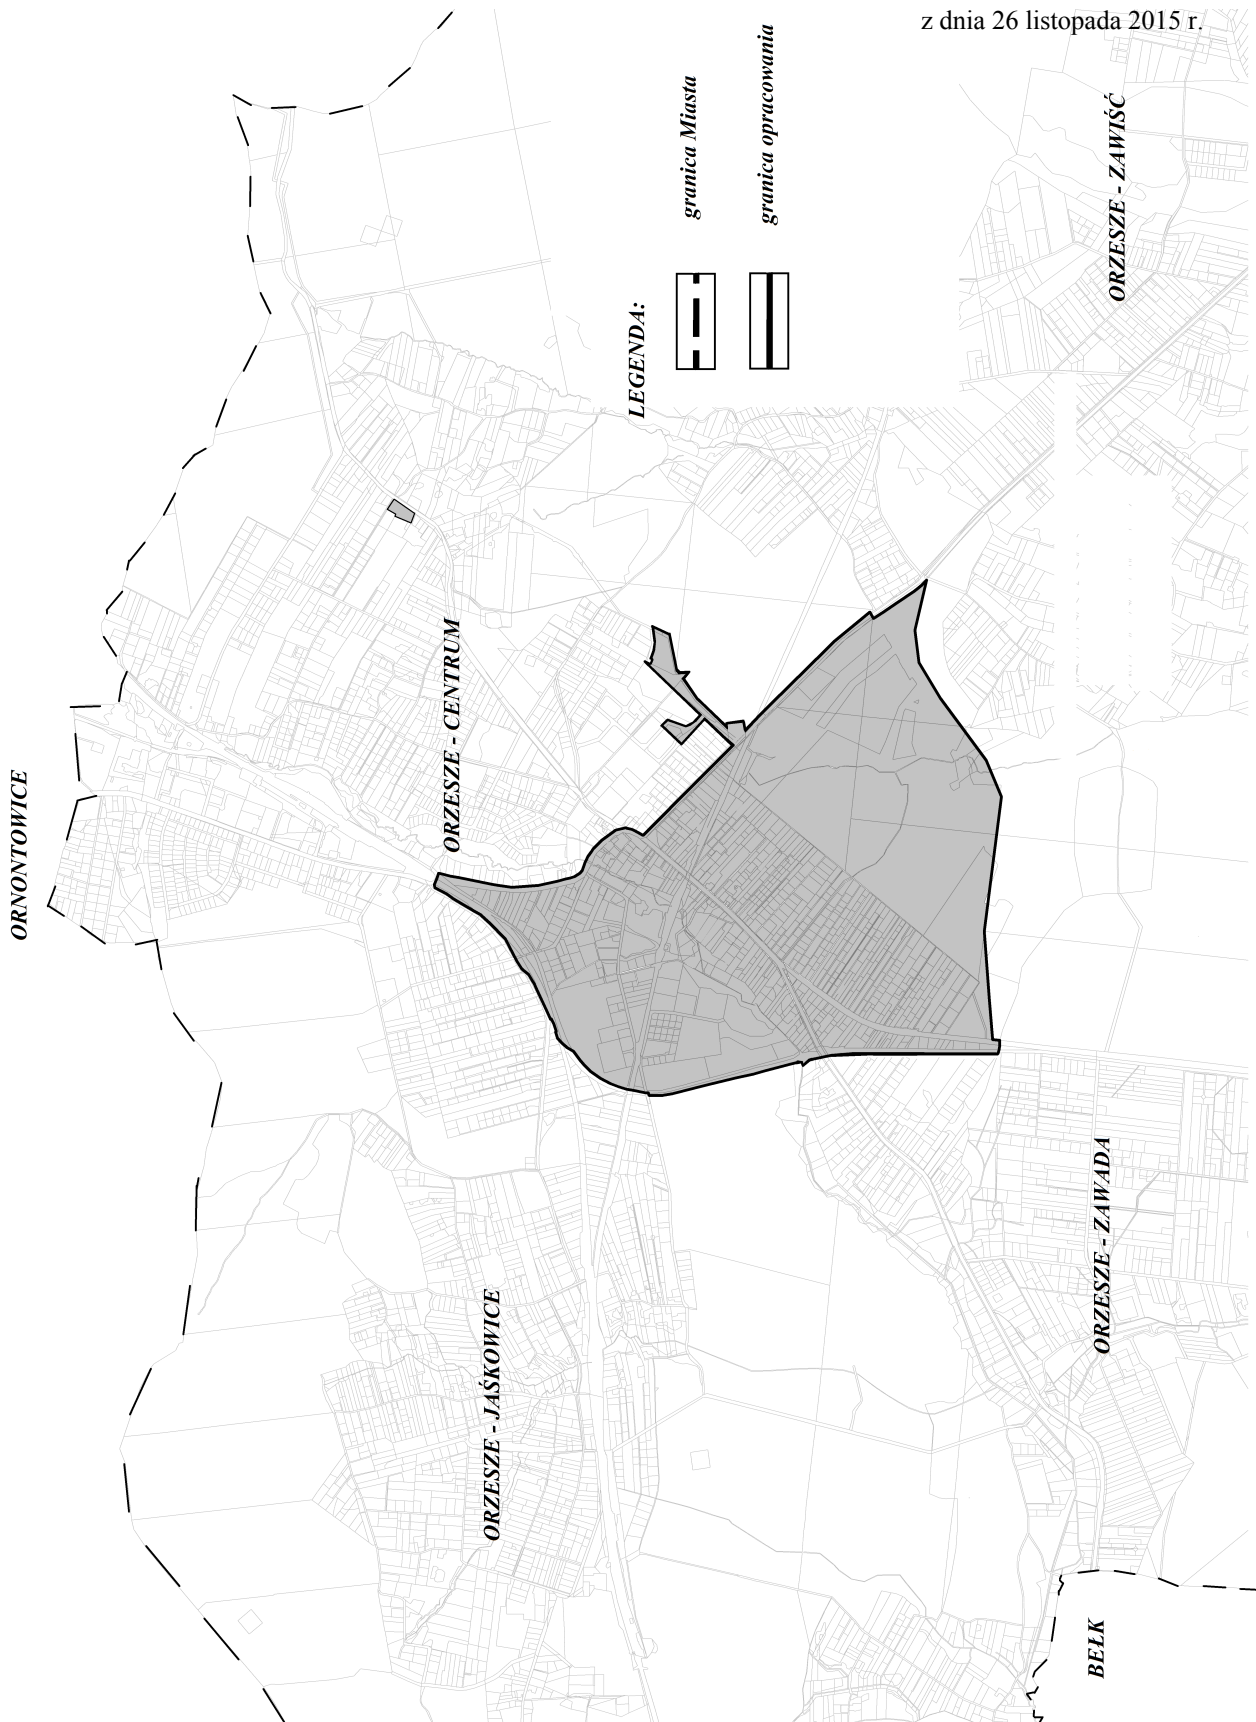 z dnia 26 listopada 2015 r.
ORNONTOWICE
ORZESZE - CENTRUM
ORZESZE - JAŚKOWICE
LEGENDA:
granica Miasta
granica opracowania
ORZESZE - ZAWIŚĆ
ORZESZE - ZAWADA
BEŁK